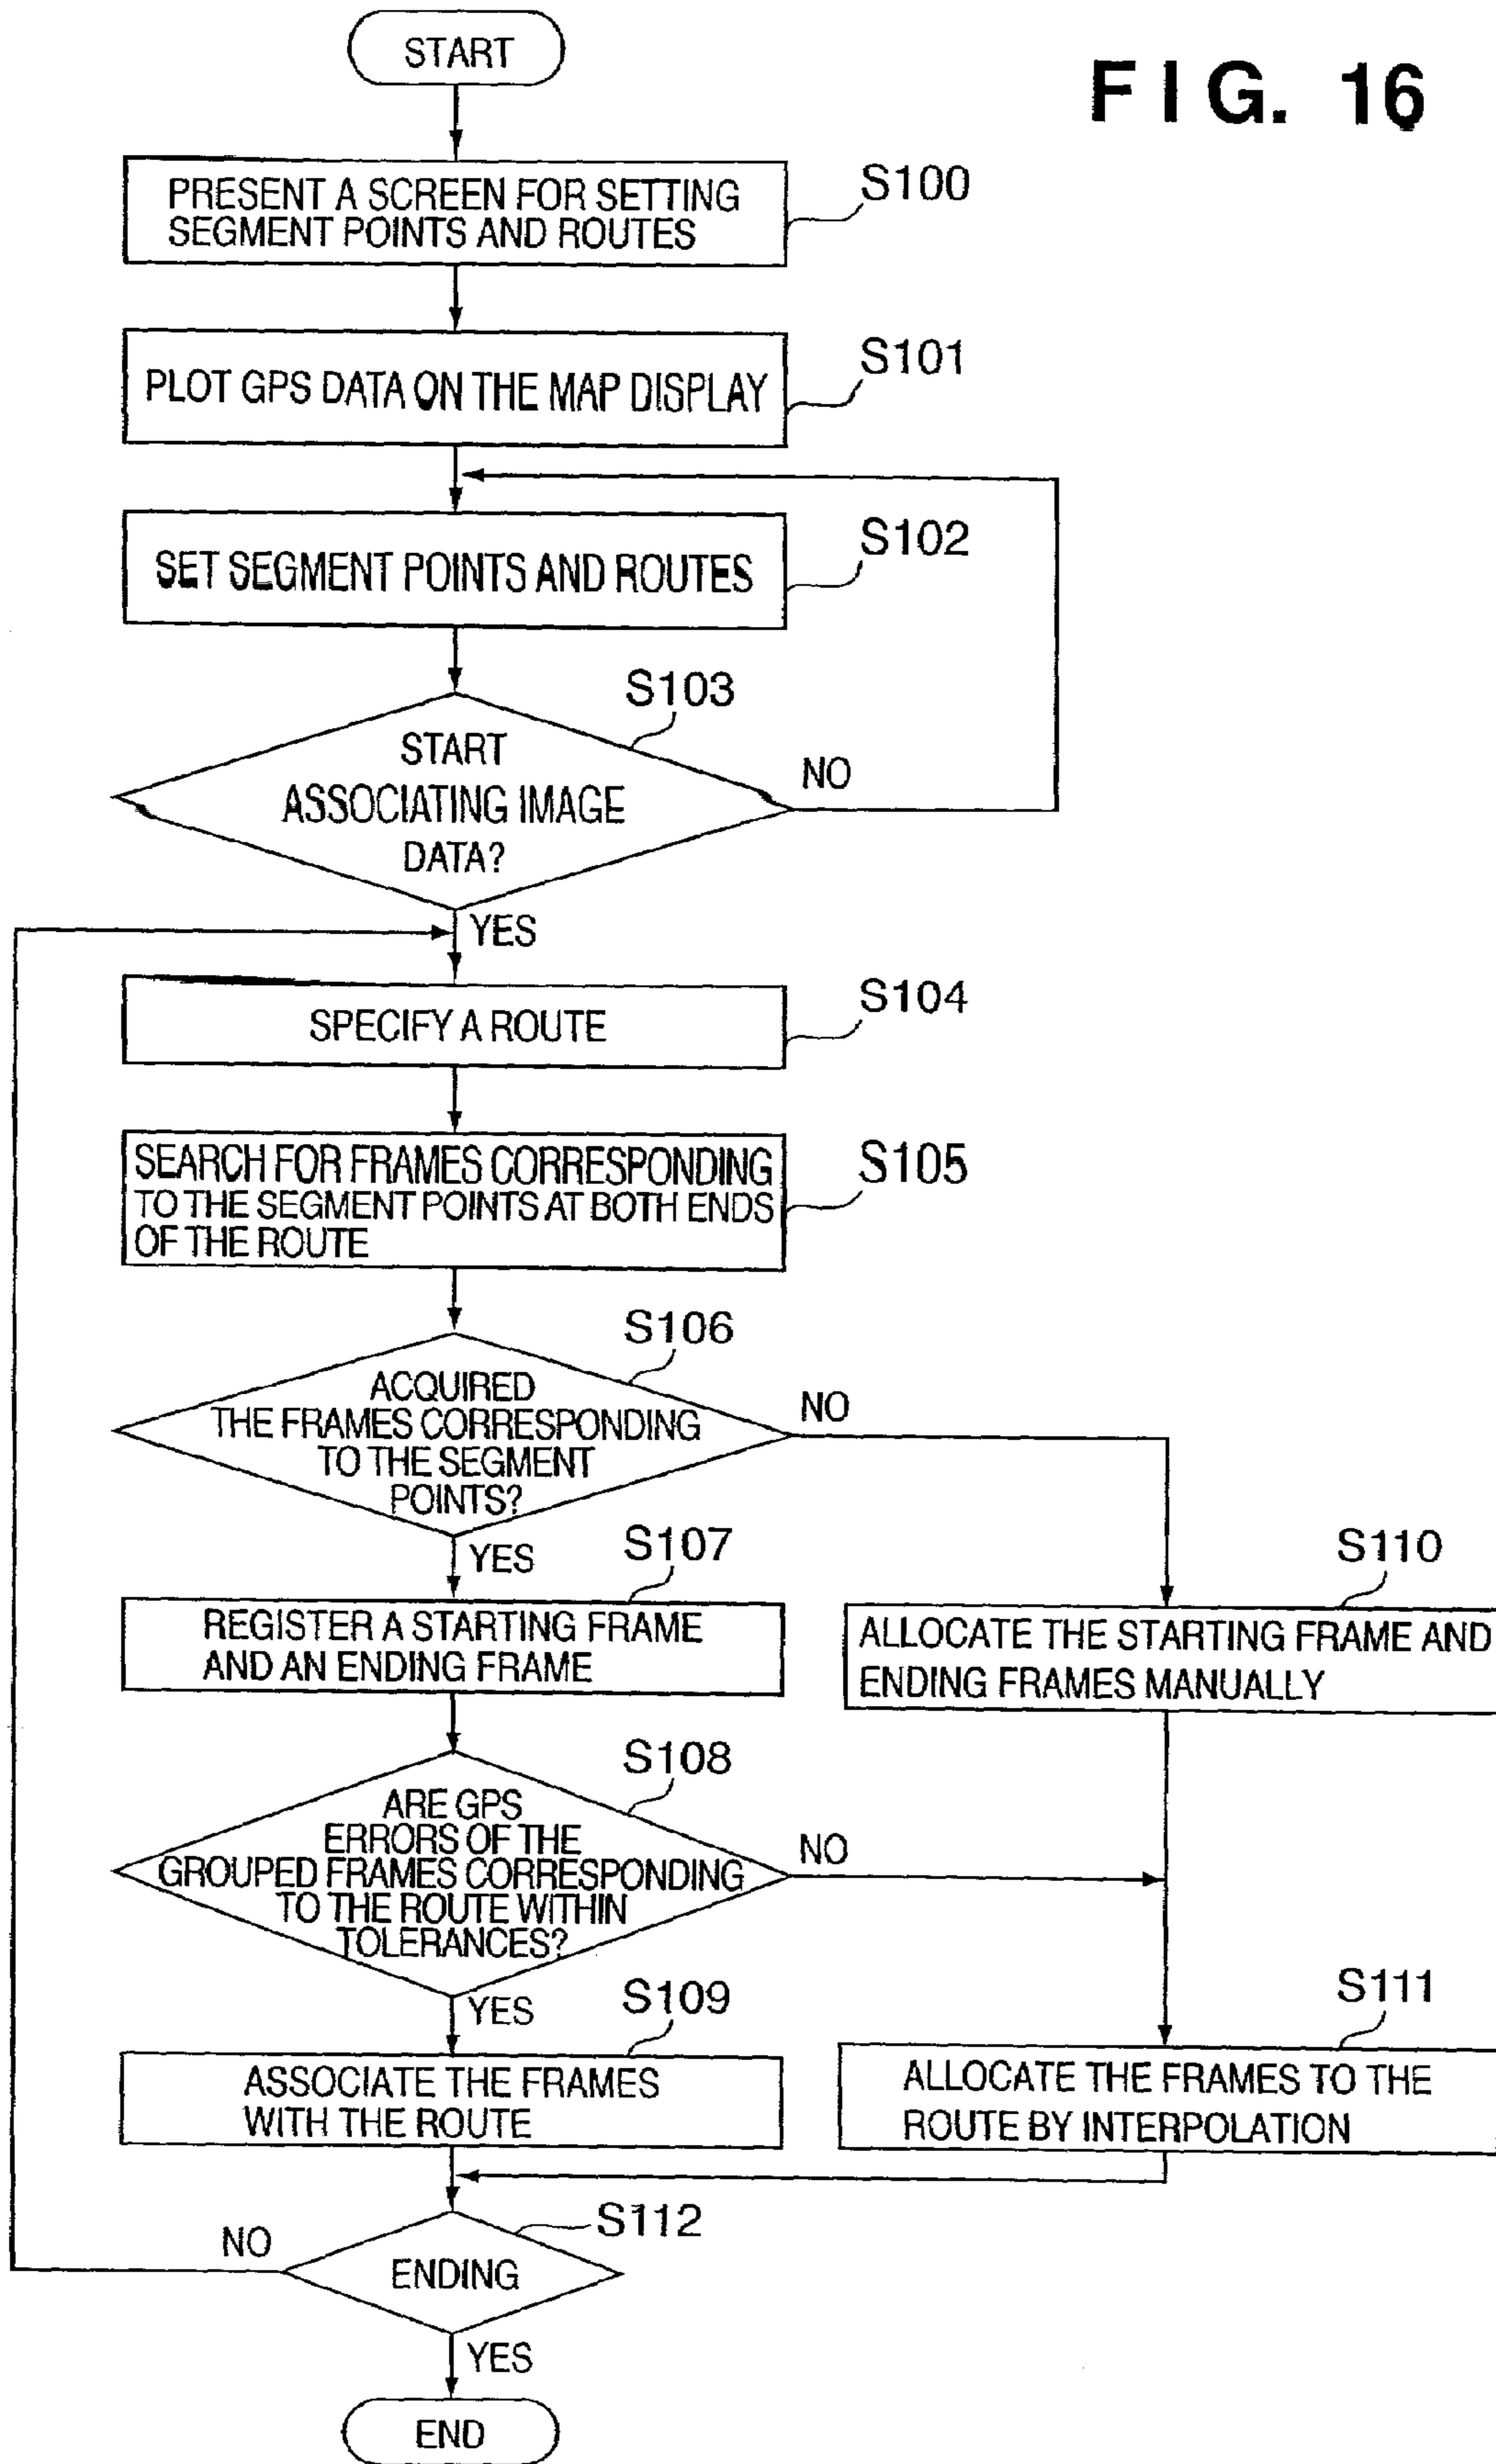 START
FIG. 16
PRESENT A SCREEN FOR SETTING
SEGMENT POINTS AND ROUTES
S100
PLOT GPS DATA ON THE MAP DISPLAY
S101
SET SEGMENT POINTS AND ROUTES
S102
S103
START
ASSOCIATING IMAGE
DATA?
NO
YES
SPECIFY A ROUTE
S104
SEARCH FOR FRAMES CORRESPONDING
TO THE SEGMENT POINTS AT BOTH ENDS
OF THE ROUTE
S105
S106
ACQUIRED
THE FRAMES CORRESPONDING
TO THE SEGMENT
POINTS?
NO
YES
S107
REGISTER A STARTING FRAME
AND AN ENDING FRAME
S110
ALLOCATE THE STARTING FRAME AND
ENDING FRAMES MANUALLY
S108
ARE GPS
ERRORS OF THE
GROUPED FRAMES CORRESPONDING
TO THE ROUTE WITHIN
TOLERANCES?
NO
YES
S109
ASSOCIATE THE FRAMES
WITH THE ROUTE
S111
ALLOCATE THE FRAMES TO THE
ROUTE BY INTERPOLATION
S112
NO
ENDING
YES
END